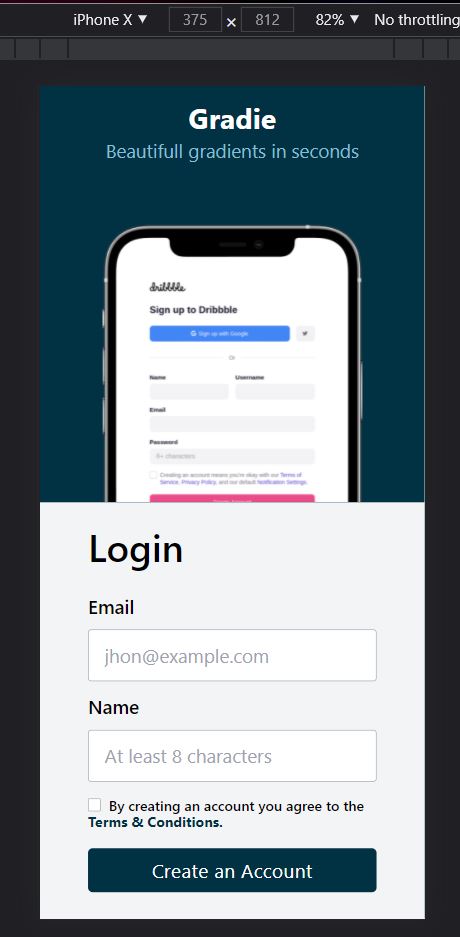 iPhone X ▼ 375 × 812 82% ▼ No throttling
Gradie
Beautifull gradients in seconds
dribbble
Sign up to Dribbble
G Sign up with Google
Or
Name Username
Email
Password
6+ characters
Creating an account means you're okay with our Terms of
Service, Privacy Policy, and our default Notification Settings.
Create Account
Login
Email
jhon@example.com
Name
At least 8 characters
By creating an account you agree to the
Terms & Conditions.
Create an Account